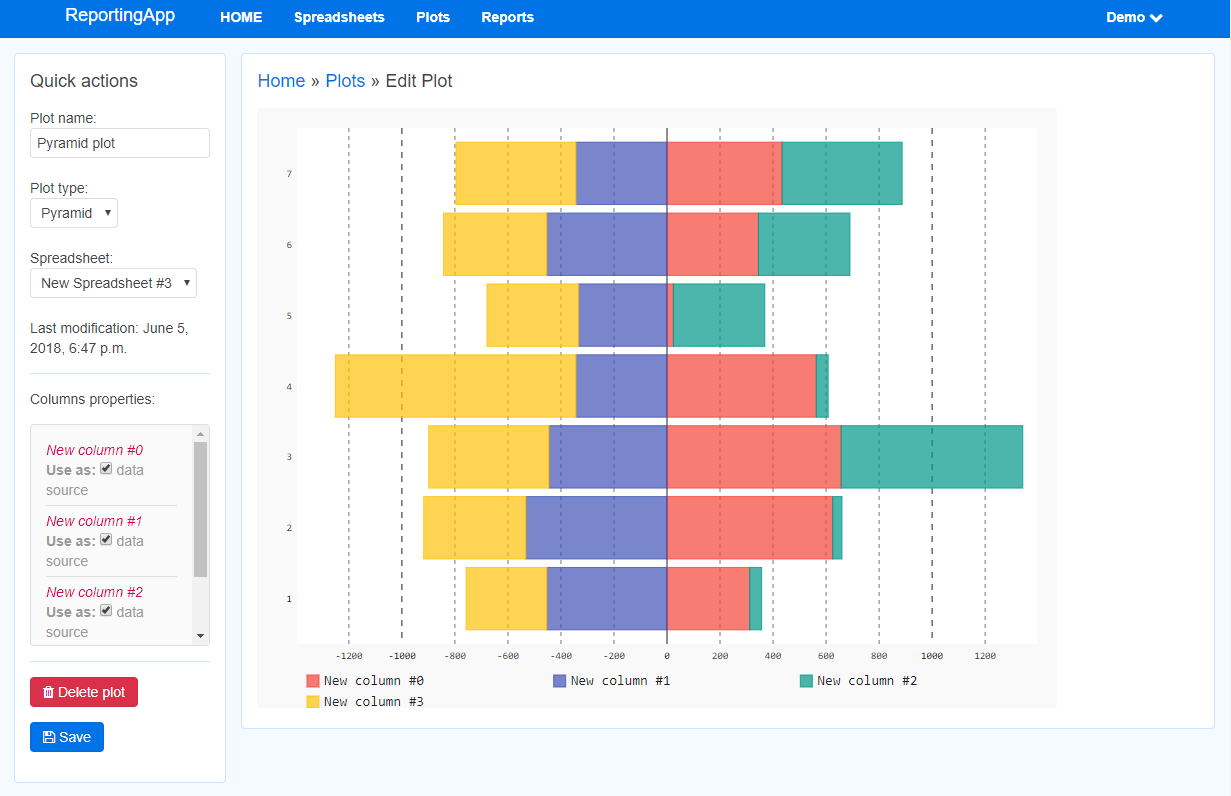 ReportingApp HOME Spreadsheets Plots Reports Demo
Quick actions
Plot name:
Pyramid plot
Plot type:
Pyramid
Spreadsheet:
New Spreadsheet #3
Last modification: June 5,
2018, 6:47 p.m.
Columns properties:
New column #0
Use as: data
source
New column #1
Use as: data
source
New column #2
Use as: data
source
Delete plot
Save
Home » Plots » Edit Plot
7
6
5
4
3
2
1
-1200 -1000 -800 -600 -400 -200 0 200 400 600 800 1000 1200
New column #0 New column #1 New column #2
New column #3